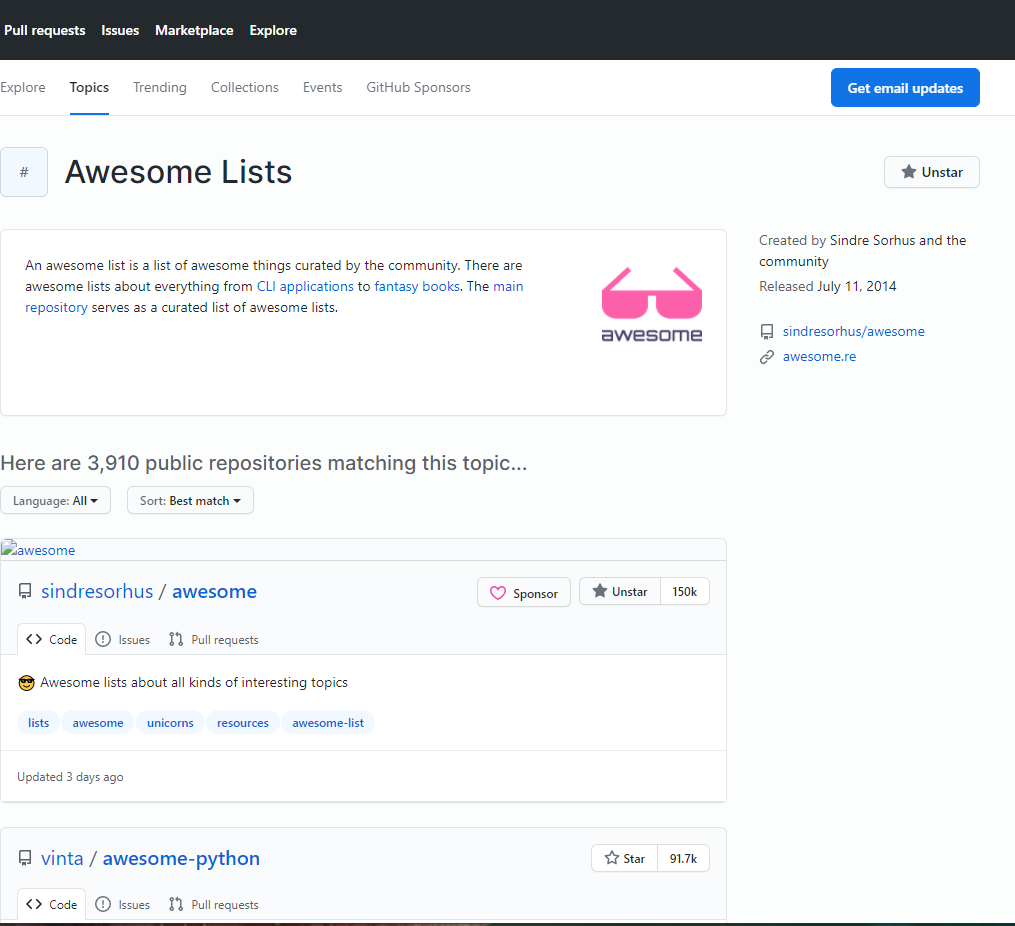 Pull requests Issues Marketplace Explore
Explore Topics Trending Collections Events GitHub Sponsors Get email updates
# Awesome Lists Unstar
An awesome list is a list of awesome things curated by the community. There are
awesome lists about everything from CLI applications to fantasy books. The main
repository serves as a curated list of awesome lists.
awesome
Created by Sindre Sorhus and the
community
Released July 11, 2014
sindresorhus/awesome
awesome.re
Here are 3,910 public repositories matching this topic...
Language: All Sort: Best match
awesome
sindresorhus / awesome Sponsor Unstar 150k
Code Issues Pull requests
😎 Awesome lists about all kinds of interesting topics
lists awesome unicorns resources awesome-list
Updated 3 days ago
vinta / awesome-python Star 91.7k
Code Issues Pull requests